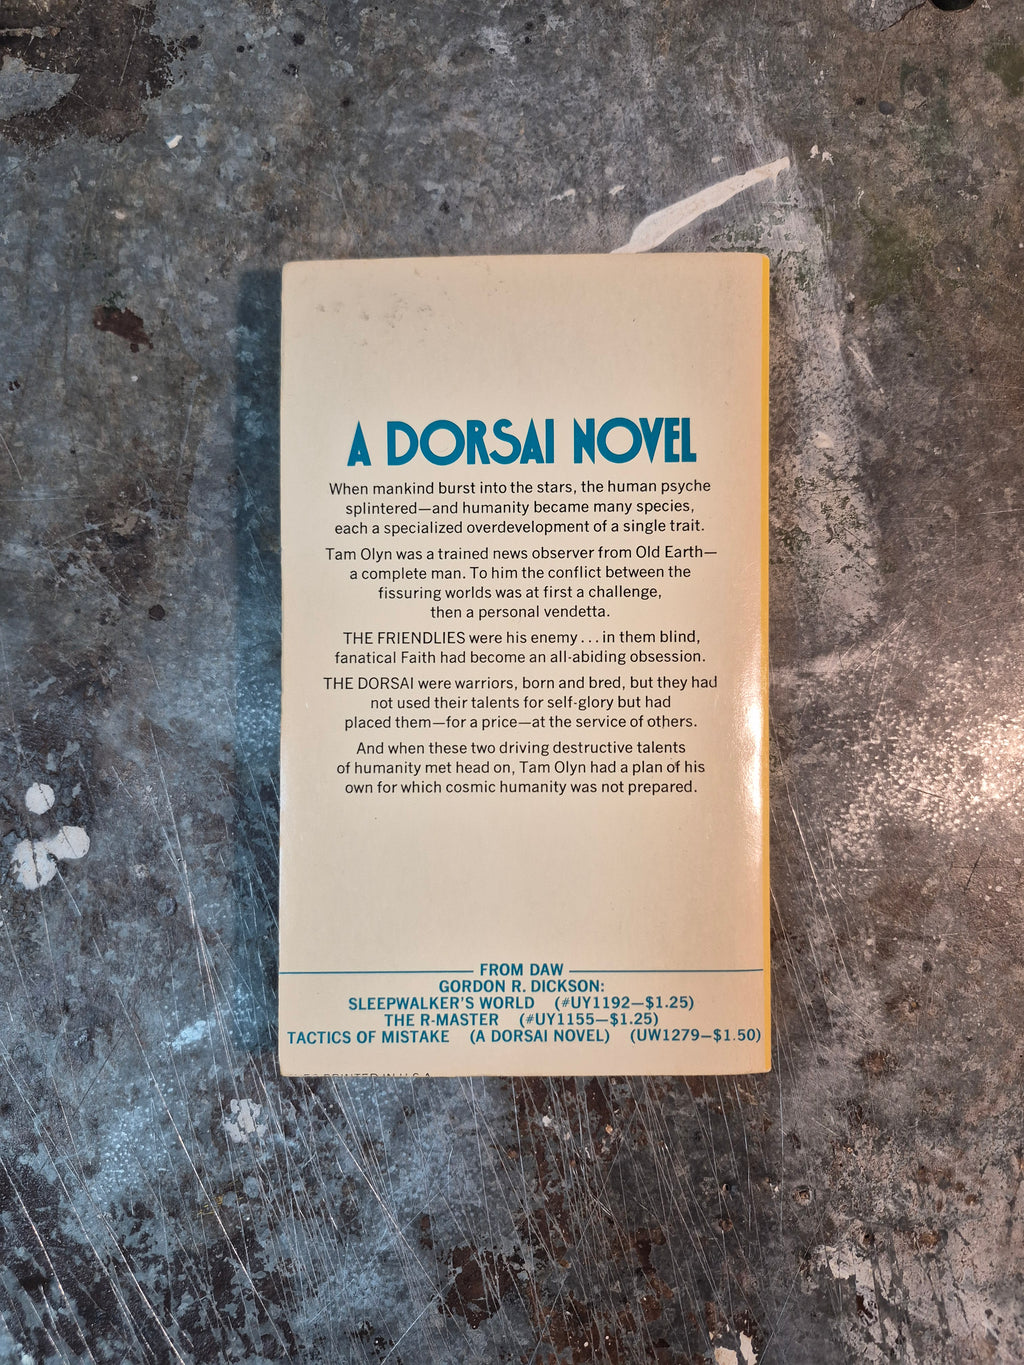 A DORSAI NOVEL
When mankind burst into the stars, the human psyche
splintered—and humanity became many species,
each a specialized overdevelopment of a single trait.
Tam Olyn was a trained news observer from Old Earth—
a complete man. To him the conflict between the
fissuring worlds was at first a challenge,
then a personal vendetta.
THE FRIENDLIES were his enemy . . . in them blind,
fanatical Faith had become an all-abiding obsession.
THE DORSAI were warriors, born and bred, but they had
not used their talents for self-glory but had
placed them—for a price—at the service of others.
And when these two driving destructive talents
of humanity met head on, Tam Olyn had a plan of his
own for which cosmic humanity was not prepared.
FROM DAW
GORDON R. DICKSON:
SLEEPWALKER'S WORLD (#UY1192—$1.25)
THE R-MASTER (#UY1155—$1.25)
TACTICS OF MISTAKE (A DORSAI NOVEL) (UW1279—$1.50)
PRINTED IN U.S.A.